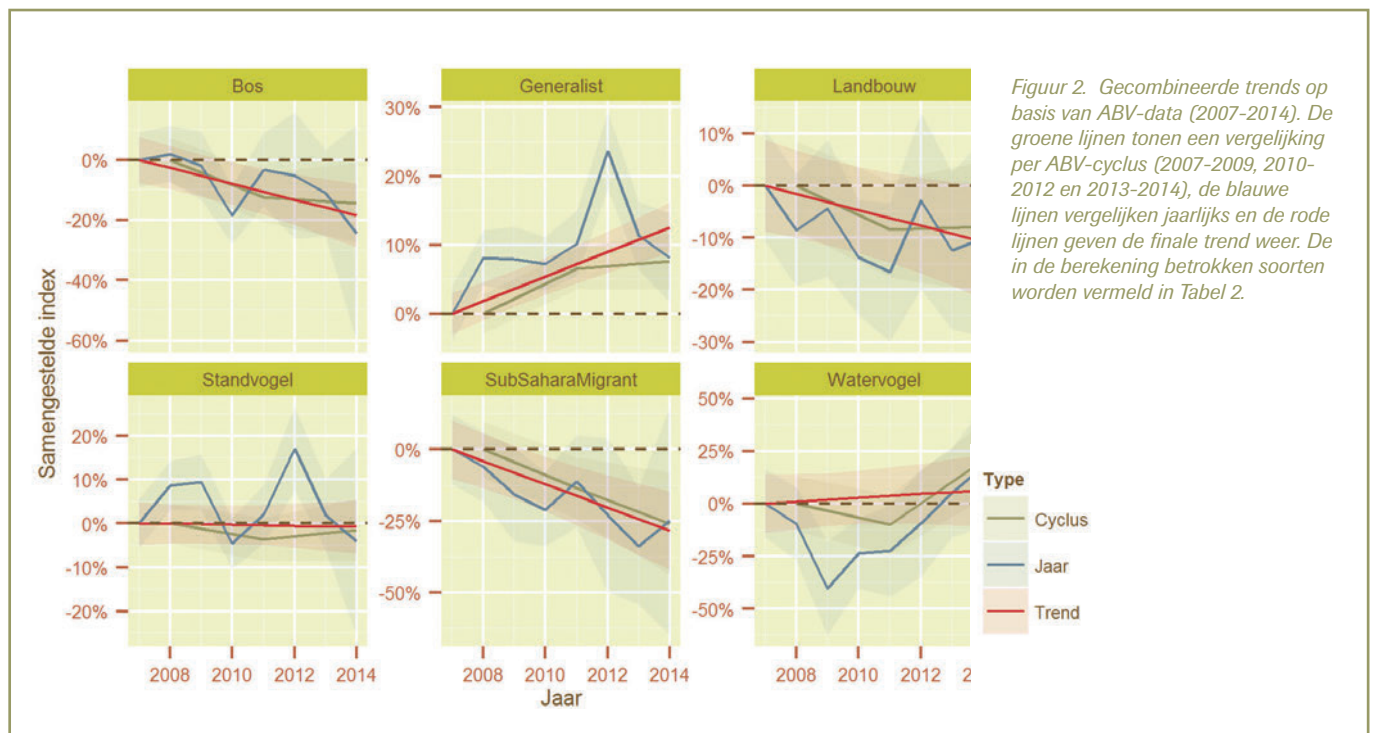 Bos
Generalist
Landbouw
0%
-20%
-40%
-60%
30%
20%
10%
0%
10%
0%
-10%
-20%
-30%
Standvogel
SubSaharaMigrant
Watervogel
20%
10%
0%
-10%
-20%
0%
-25%
-50%
50%
25%
0%
-25%
-50%
2008 2010 2012 2014
2008 2010 2012 2014
2008 2010 2012 2
Jaar
Samengestelde index
Figuur 2. Gecombineerde trends op
basis van ABV-data (2007-2014). De
groene lijnen tonen een vergelijking
per ABV-cyclus (2007-2009, 2010-
2012 en 2013-2014), de blauwe
lijnen vergelijken jaarlijks en de rode
lijnen geven de finale trend weer. De
in de berekening betrokken soorten
worden vermeld in Tabel 2.
Type
Cyclus
Jaar
Trend